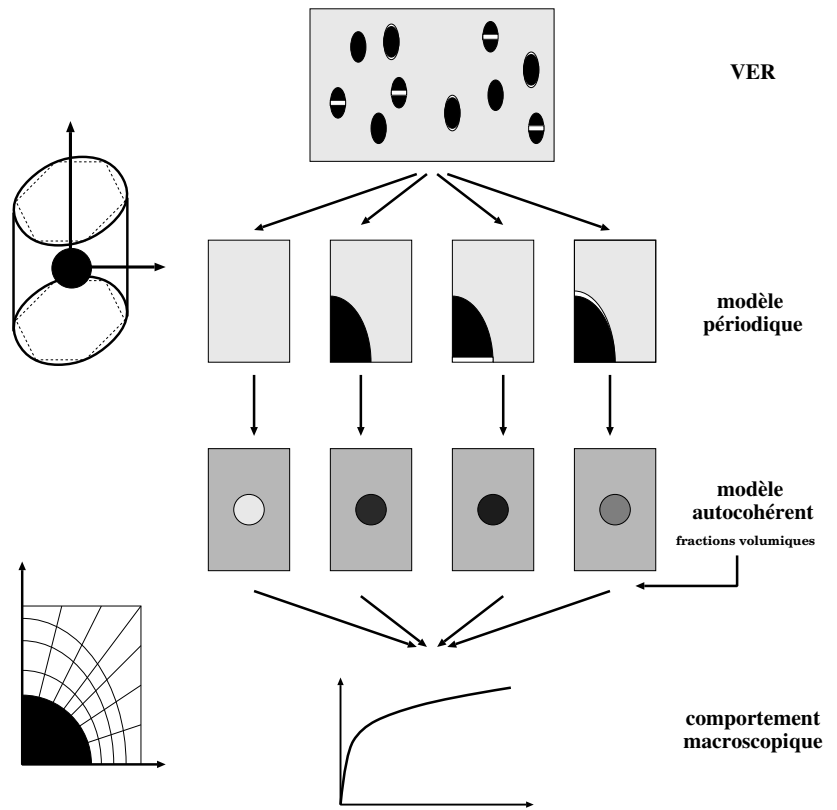 VER
modèle
périodique
modèle
autocohérent
fractions volumiques
comportement
macroscopique